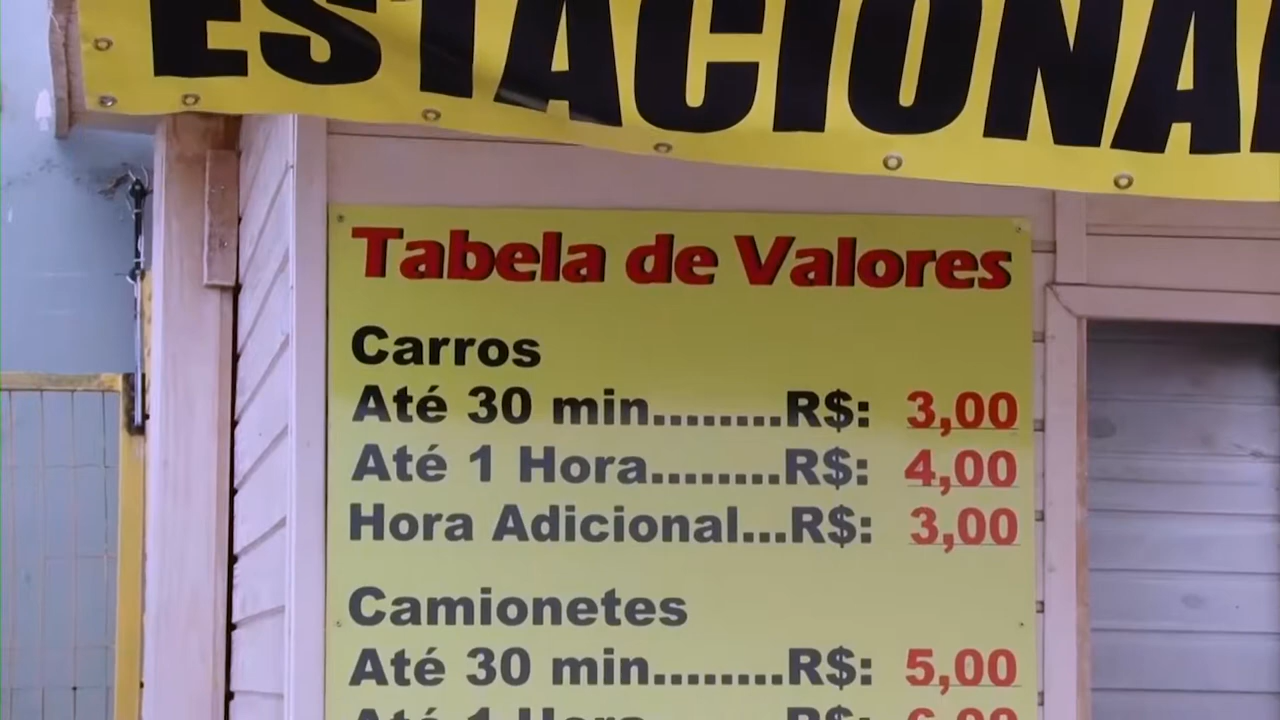 ESTACIONA
Tabela de Valores
Carros
Até 30 min........R$: 3,00
Até 1 Hora........R$: 4,00
Hora Adicional...R$: 3,00
Camionetes
Até 30 min........R$: 5,00
Até 1 Hora........R$: 6,00